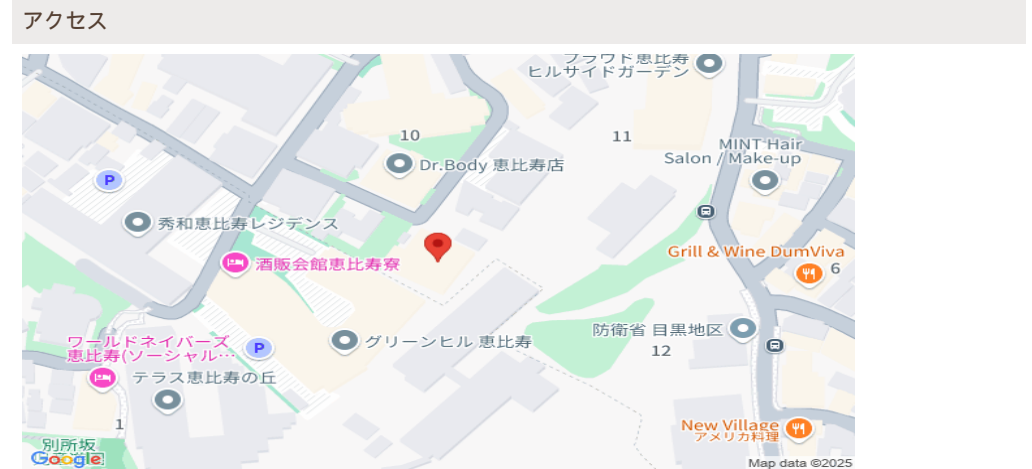 アクセス
プラウド恵比寿
ヒルサイドガーデン
10
11
MINT Hair
Salon / Make-up
Dr.Body 恵比寿店
P
秀和恵比寿レジデンス
Grill & Wine DumViva
6
酒販会館恵比寿寮
防衛省 目黒地区
12
ワールドネイバーズ
恵比寿(ソーシャル…
P
グリーンヒル 恵比寿
テラス恵比寿の丘
1
New Village
アメリカ料理
別所坂
Google
Map data ©2025